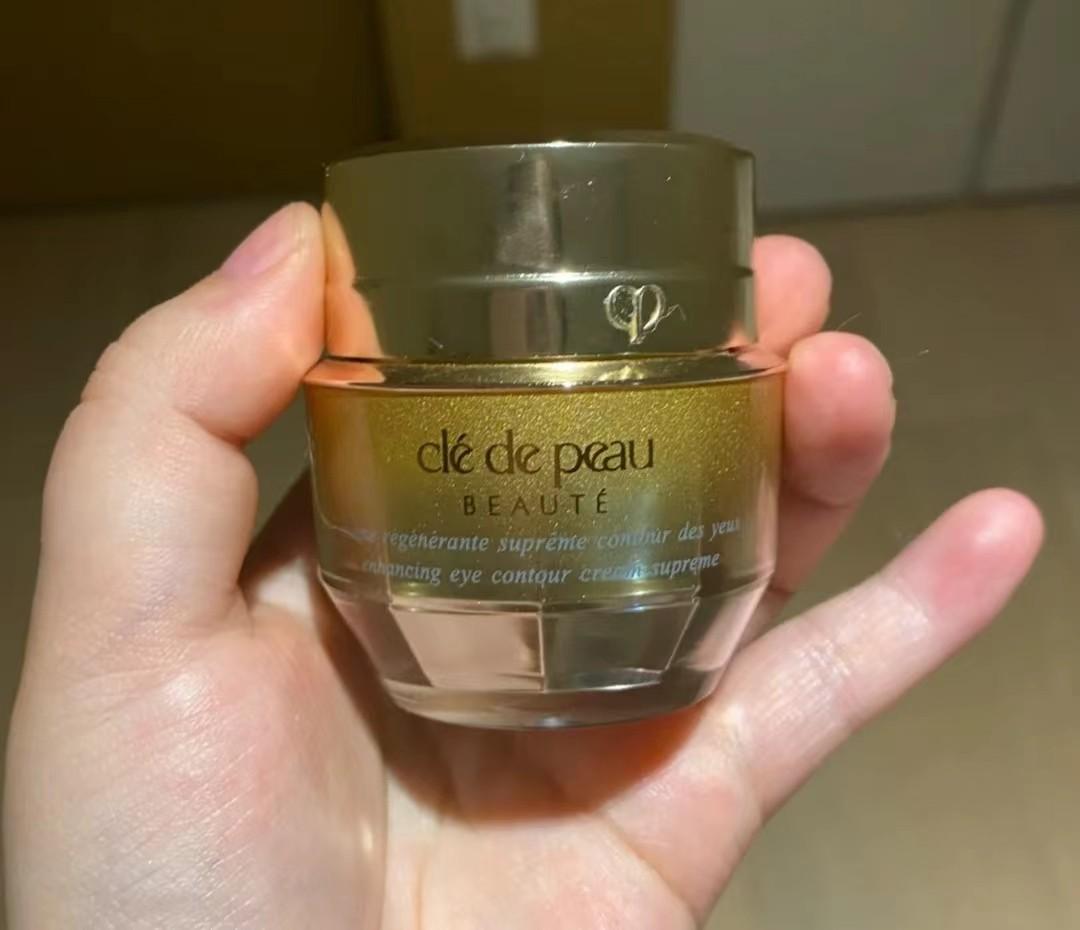 clé de peau
BEAUTÉ
régénérante suprême contour des yeux
enhancing eye contour cream supreme